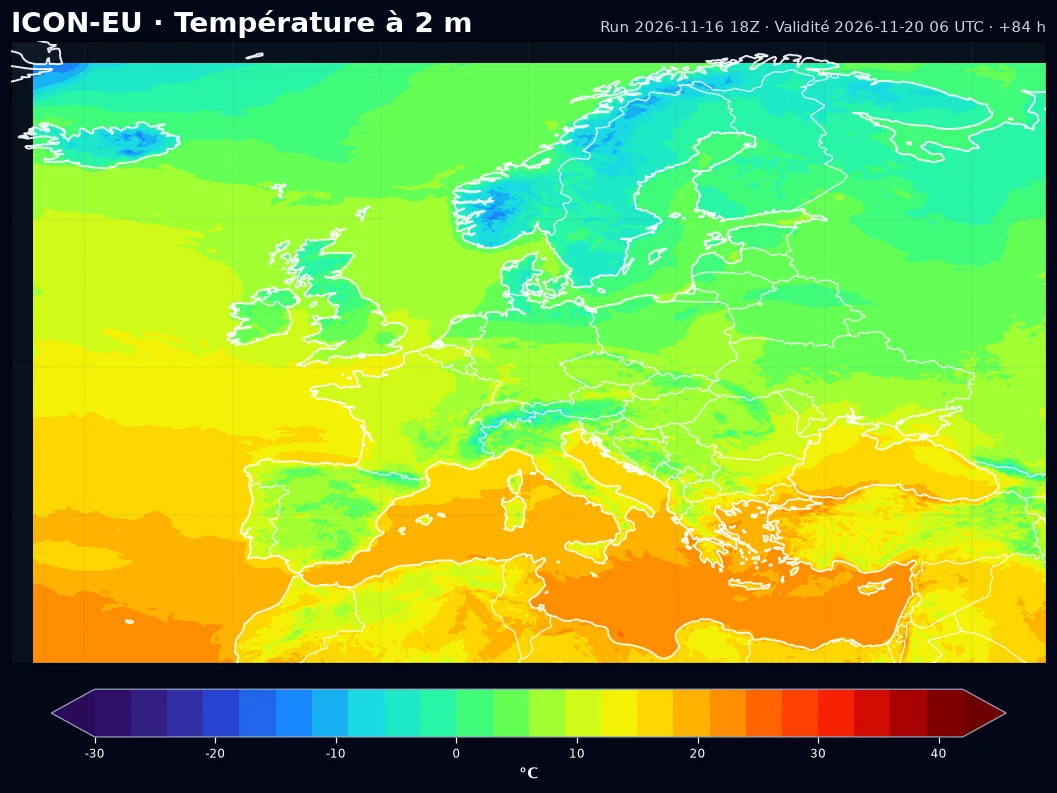 ICON-EU · Température à 2 m
Run 2026-11-16 18Z · Validité 2026-11-20 06 UTC · +84 h
-30 -20 -10 0 10 20 30 40
°C